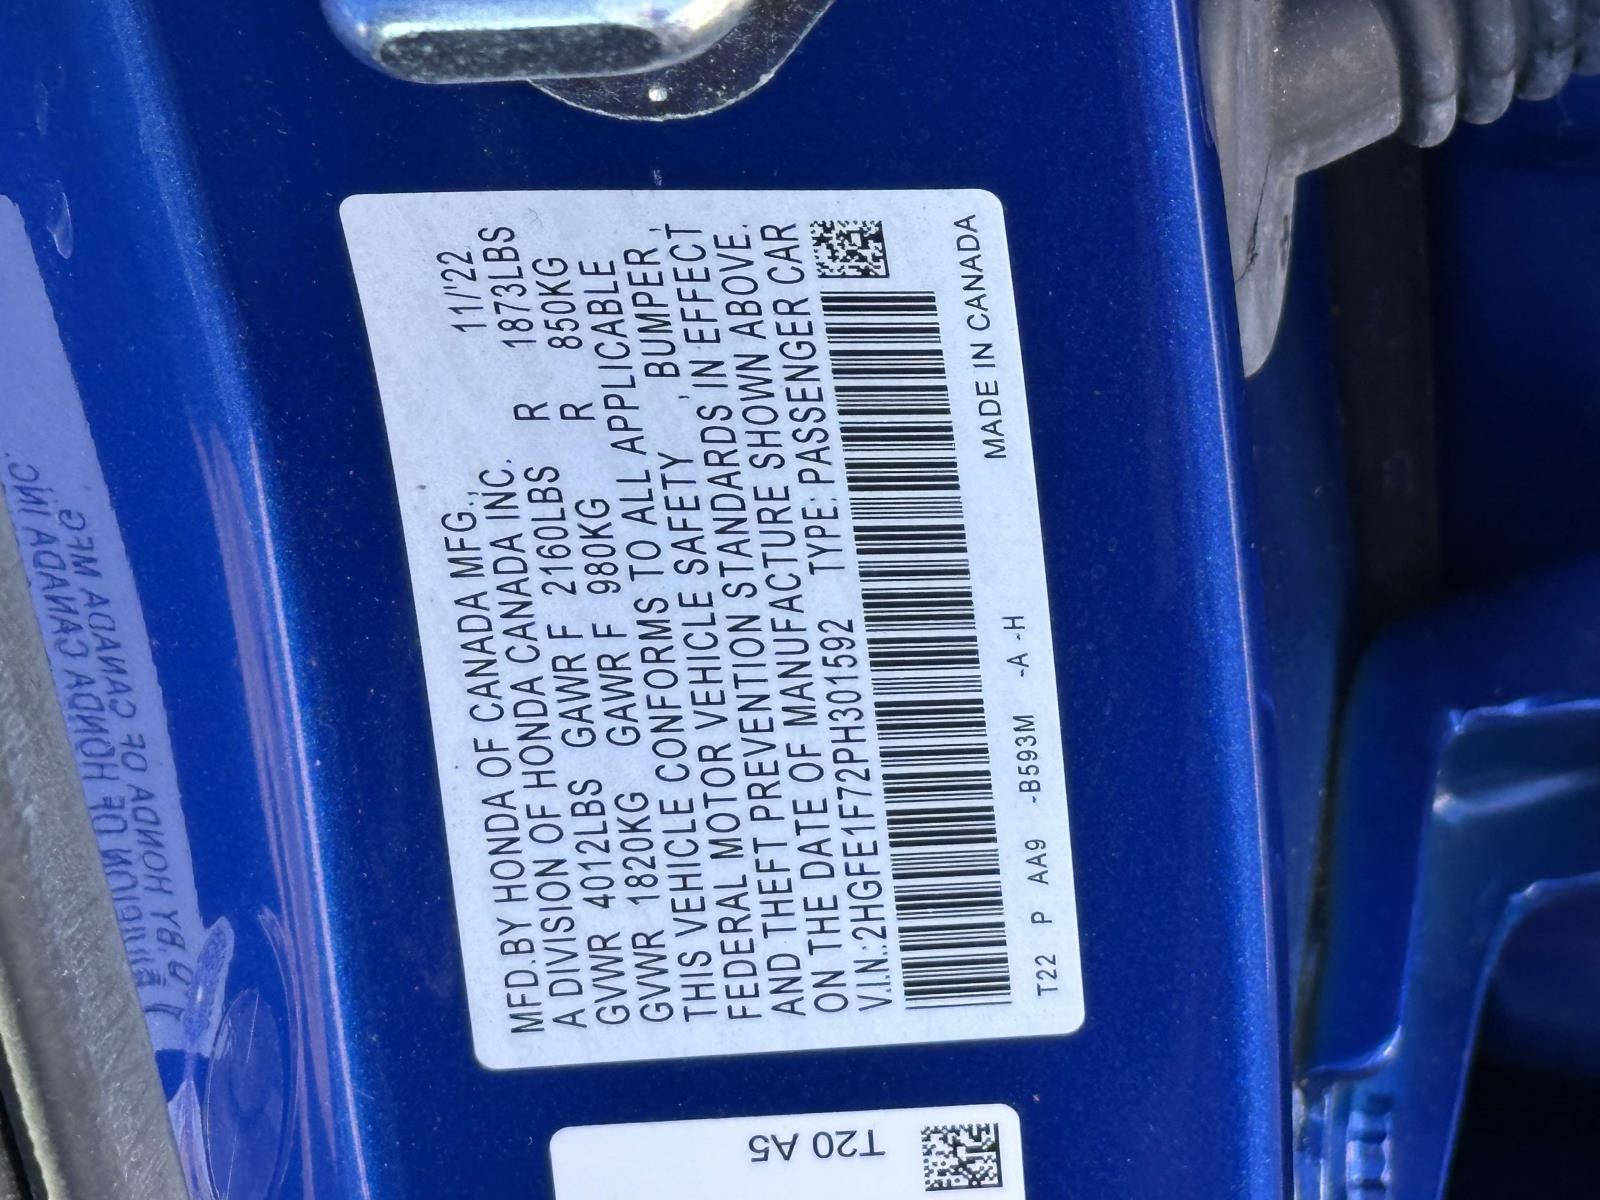 MFD.BY HONDA OF CANADA MFG., 11/'22
A DIVISION OF HONDA CANADA INC.
GVWR 4012LBS GAWR F 2160LBS R 1873LBS
GVWR 1820KG GAWR F 980KG R 850KG
THIS VEHICLE CONFORMS TO ALL APPLICABLE
FEDERAL MOTOR VEHICLE SAFETY , BUMPER ,
AND THEFT PREVENTION STANDARDS IN EFFECT
ON THE DATE OF MANUFACTURE SHOWN ABOVE.
V.I.N.:2HGFE1F72PH301592 TYPE: PASSENGER CAR
T22 P AA9 -B593M -A -H MADE IN CANADA
T20 A5